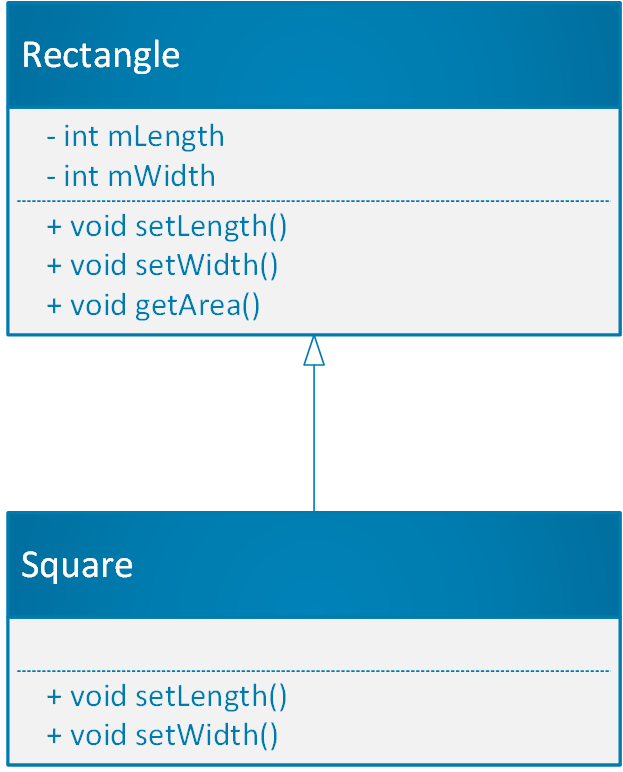 Rectangle
- int mLength
- int mWidth
+ void setLength()
+ void setWidth()
+ void getArea()
Square
+ void setLength()
+ void setWidth()